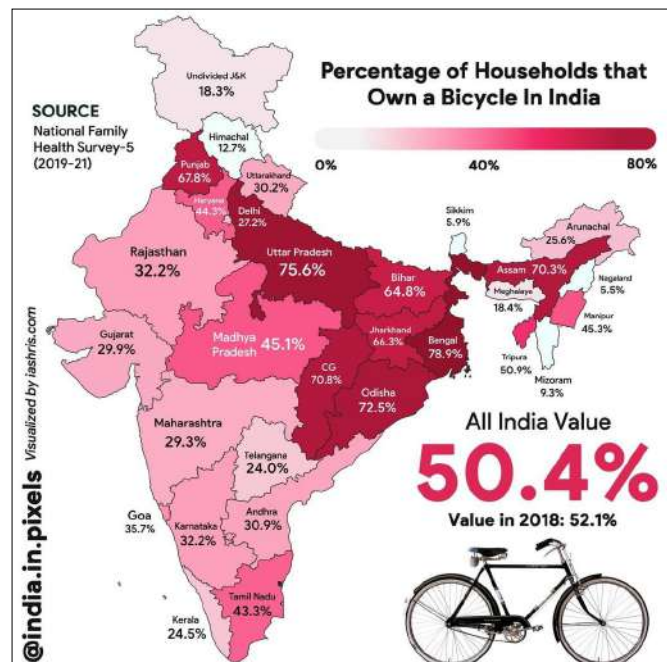 Percentage of Households that
Own a Bicycle In India
0%
40%
80%
SOURCE
National Family
Health Survey-5
(2019-21)
Undivided J&K
18.3%
Himachal
12.7%
Punjab
67.8%
Uttarakhand
30.2%
Haryana
44.3%
Delhi
27.2%
Rajasthan
32.2%
Uttar Pradesh
75.6%
Bihar
64.8%
Sikkim
5.9%
Arunachal
25.6%
Assam 70.3%
Nagaland
5.5%
Meghalaya
18.4%
Manipur
45.3%
Tripura
50.9%
Mizoram
9.3%
Gujarat
29.9%
Madhya
Pradesh
45.1%
Jharkhand
66.3%
Bengal
78.9%
CG
70.8%
Odisha
72.5%
Maharashtra
29.3%
Telangana
24.0%
Goa
35.7%
Karnataka
32.2%
Andhra
30.9%
Kerala
24.5%
Tamil Nadu
43.3%
All India Value
50.4%
Value in 2018: 52.1%
@india.in.pixels
Visualized by iashris.com